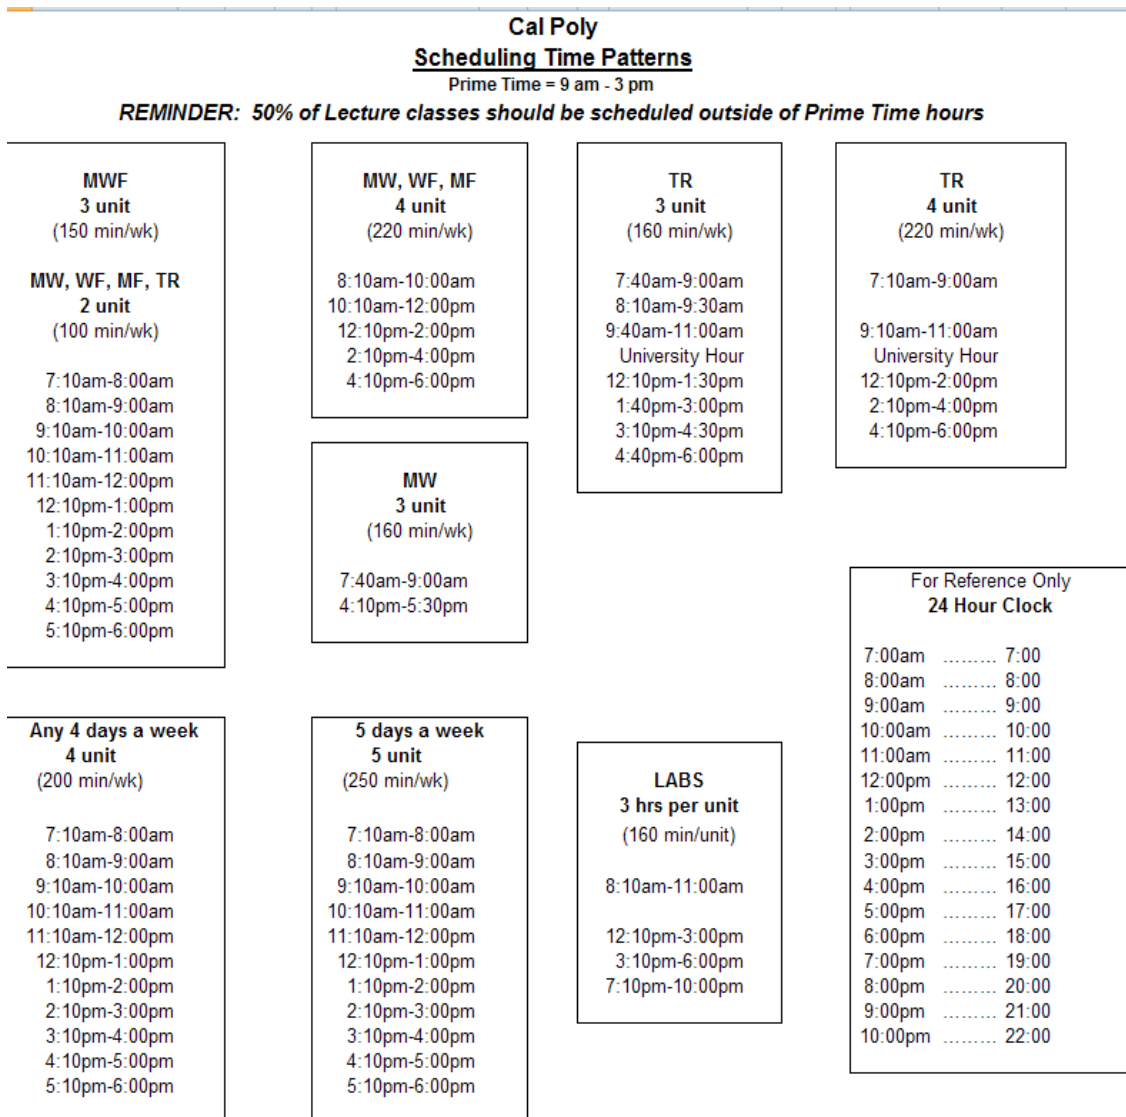 Cal Poly
Scheduling Time Patterns
Prime Time = 9 am - 3 pm
REMINDER: 50% of Lecture classes should be scheduled outside of Prime Time hours
MWF
3 unit
(150 min/wk)
MW, WF, MF, TR
2 unit
(100 min/wk)
7:10am-8:00am
8:10am-9:00am
9:10am-10:00am
10:10am-11:00am
11:10am-12:00pm
12:10pm-1:00pm
1:10pm-2:00pm
2:10pm-3:00pm
3:10pm-4:00pm
4:10pm-5:00pm
5:10pm-6:00pm
MW, WF, MF
4 unit
(220 min/wk)
8:10am-10:00am
10:10am-12:00pm
12:10pm-2:00pm
2:10pm-4:00pm
4:10pm-6:00pm
MW
3 unit
(160 min/wk)
7:40am-9:00am
4:10pm-5:30pm
TR
3 unit
(160 min/wk)
7:40am-9:00am
8:10am-9:30am
9:40am-11:00am
University Hour
12:10pm-1:30pm
1:40pm-3:00pm
3:10pm-4:30pm
4:40pm-6:00pm
TR
4 unit
(220 min/wk)
7:10am-9:00am
9:10am-11:00am
University Hour
12:10pm-2:00pm
2:10pm-4:00pm
4:10pm-6:00pm
Any 4 days a week
4 unit
(200 min/wk)
7:10am-8:00am
8:10am-9:00am
9:10am-10:00am
10:10am-11:00am
11:10am-12:00pm
12:10pm-1:00pm
1:10pm-2:00pm
2:10pm-3:00pm
3:10pm-4:00pm
4:10pm-5:00pm
5:10pm-6:00pm
5 days a week
5 unit
(250 min/wk)
7:10am-8:00am
8:10am-9:00am
9:10am-10:00am
10:10am-11:00am
11:10am-12:00pm
12:10pm-1:00pm
1:10pm-2:00pm
2:10pm-3:00pm
3:10pm-4:00pm
4:10pm-5:00pm
5:10pm-6:00pm
LABS
3 hrs per unit
(160 min/unit)
8:10am-11:00am
12:10pm-3:00pm
3:10pm-6:00pm
7:10pm-10:00pm
For Reference Only
24 Hour Clock
7:00am ......... 7:00
8:00am ......... 8:00
9:00am ......... 9:00
10:00am ......... 10:00
11:00am ......... 11:00
12:00pm ......... 12:00
1:00pm ......... 13:00
2:00pm ......... 14:00
3:00pm ......... 15:00
4:00pm ......... 16:00
5:00pm ......... 17:00
6:00pm ......... 18:00
7:00pm ......... 19:00
8:00pm ......... 20:00
9:00pm ......... 21:00
10:00pm ......... 22:00